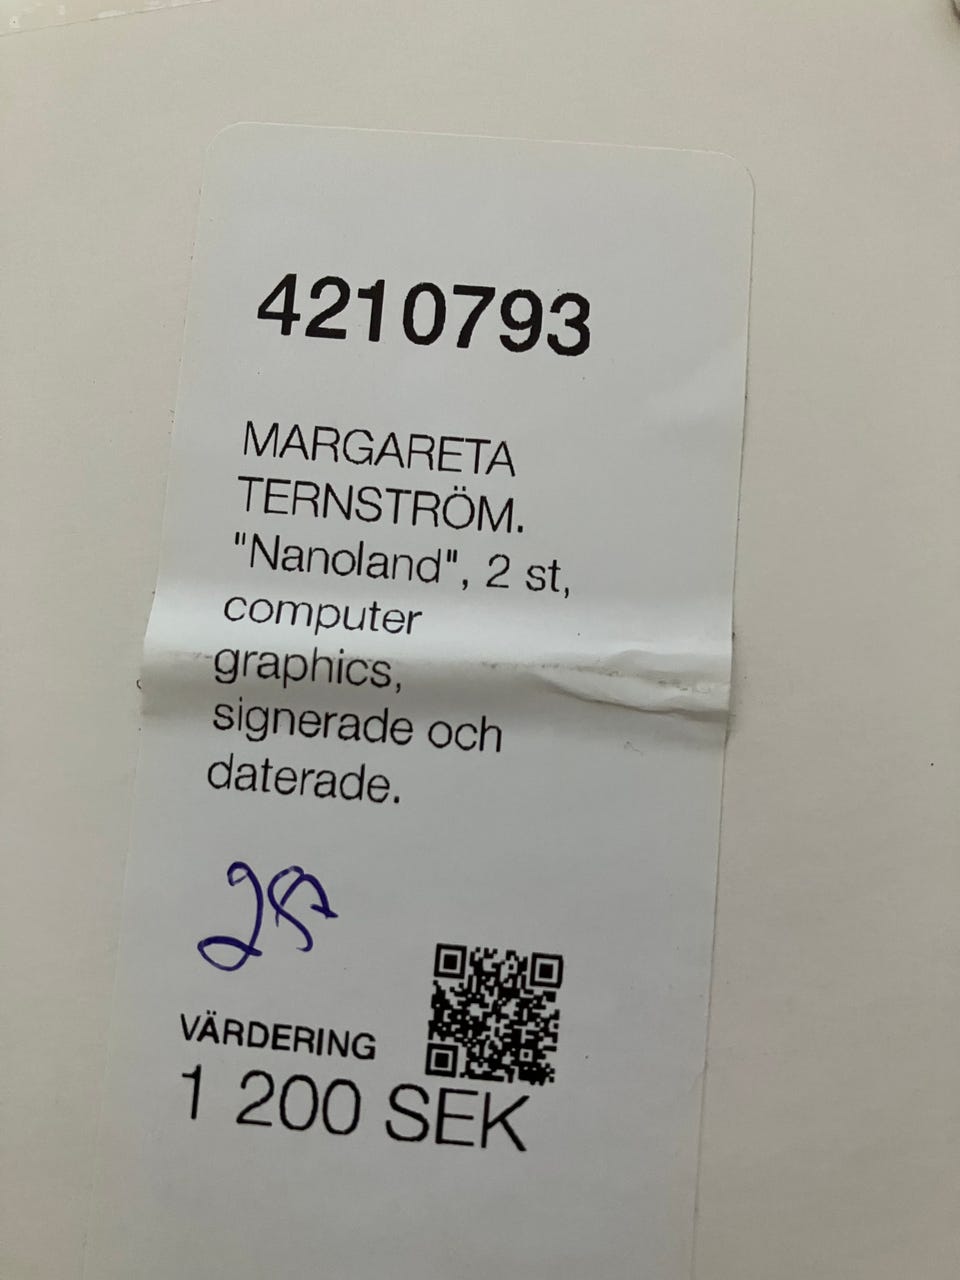 4210793
MARGARETA
TERNSTRÖM.
"Nanoland", 2 st,
computer
graphics,
signerade och
daterade.
VÄRDERING
1 200 SEK